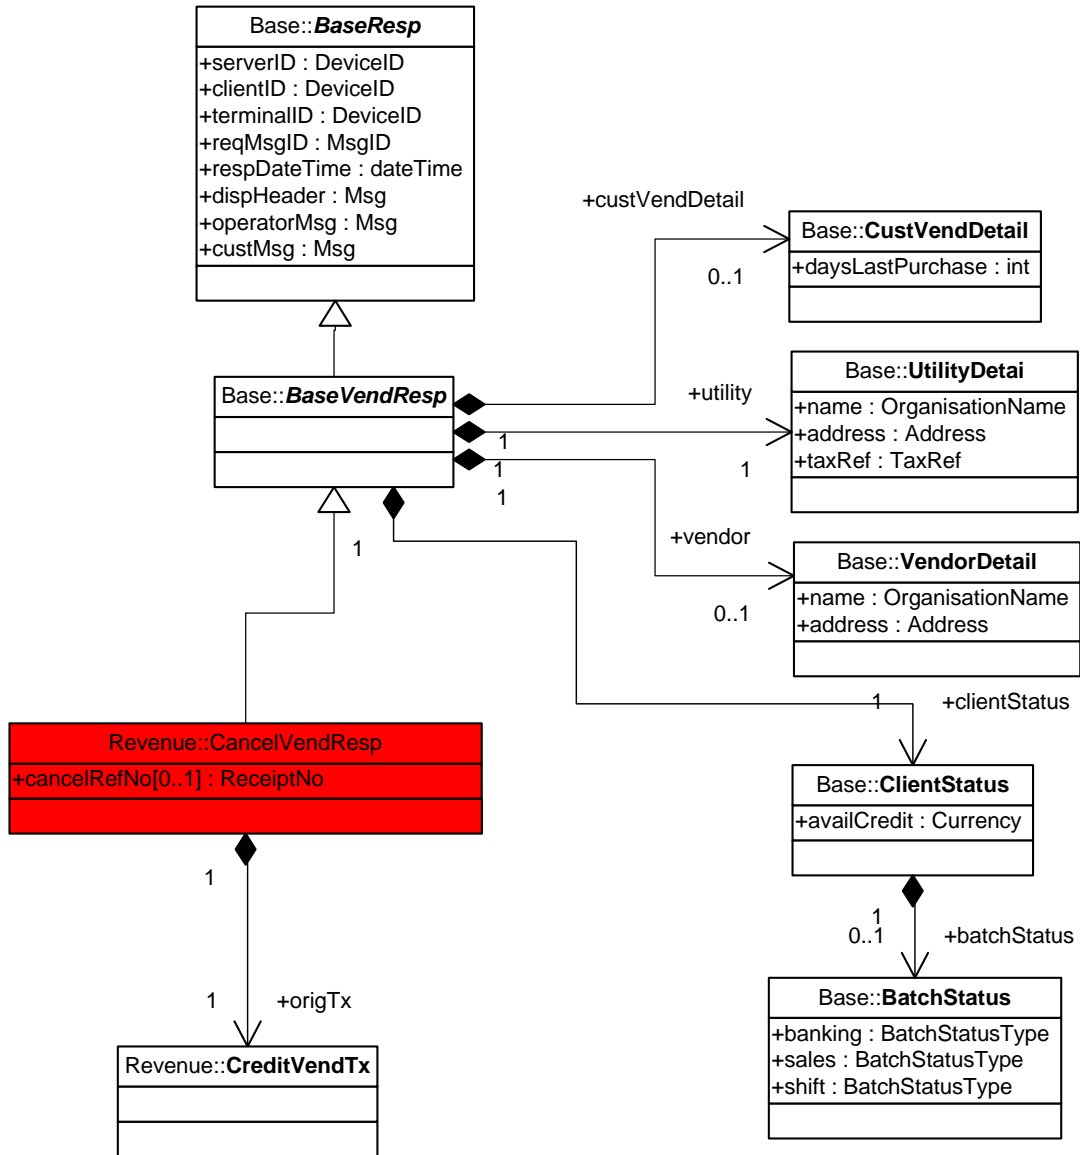 Base::BaseResp
+serverID : DeviceID
+clientID : DeviceID
+terminalID : DeviceID
+reqMsgID : MsgID
+respDateTime : dateTime
+dispHeader : Msg
+operatorMsg : Msg
+custMsg : Msg
+custVendDetail
0..1
Base::CustVendDetail
+daysLastPurchase : int
Base::BaseVendResp
+utility
1
1
Base::UtilityDetai
+name : OrganisationName
+address : Address
+taxRef : TaxRef
1
1
1
+vendor
0..1
Base::VendorDetail
+name : OrganisationName
+address : Address
1
+clientStatus
Revenue::CancelVendResp
+cancelRefNo[0..1] : ReceiptNo
Base::ClientStatus
+availCredit : Currency
1
1
0..1
+batchStatus
1
+origTx
Base::BatchStatus
+banking : BatchStatusType
+sales : BatchStatusType
+shift : BatchStatusType
Revenue::CreditVendTx